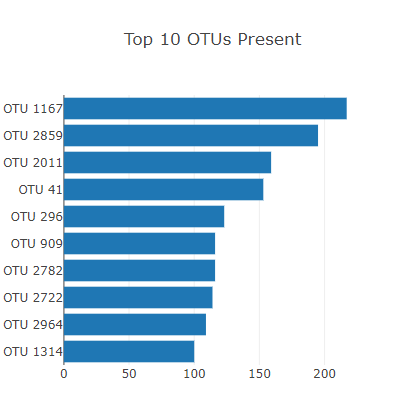 Top 10 OTUs Present
OTU 1167
OTU 2859
OTU 2011
OTU 41
OTU 296
OTU 909
OTU 2782
OTU 2722
OTU 2964
OTU 1314
0 50 100 150 200